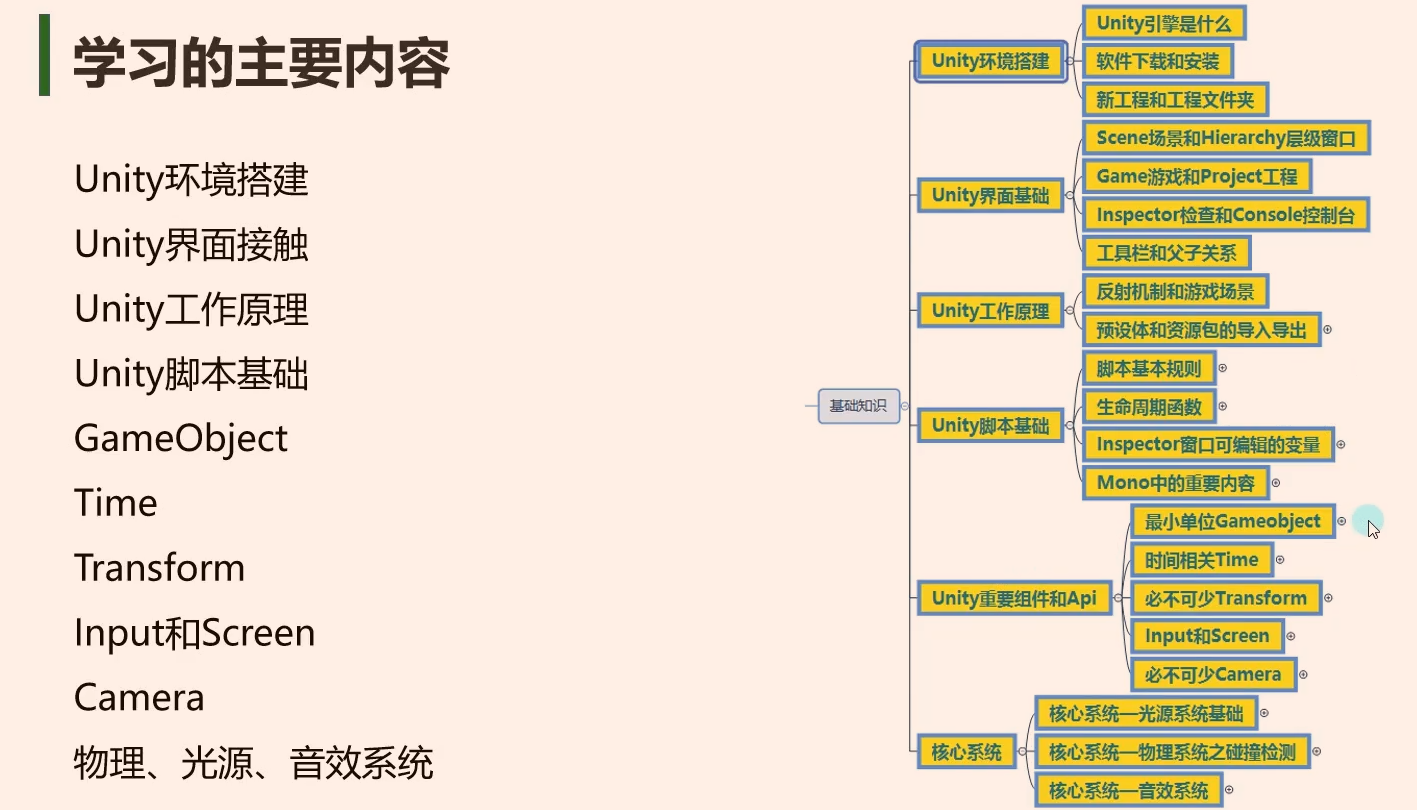 学习的主要内容
Unity环境搭建
Unity界面接触
Unity工作原理
Unity脚本基础
GameObject
Time
Transform
Input和Screen
Camera
物理、光源、音效系统
基础知识
Unity环境搭建
Unity引擎是什么
软件下载和安装
新工程和工程文件夹
Unity界面基础
Scene场景和Hierarchy层级窗口
Game游戏和Project工程
Inspector检查和Console控制台
工具栏和父子关系
Unity工作原理
反射机制和游戏场景
预设体和资源包的导入导出
Unity脚本基础
脚本基本规则
生命周期函数
Inspector窗口可编辑的变量
Mono中的重要内容
Unity重要组件和Api
最小单位Gameobject
时间相关Time
必不可少Transform
Input和Screen
必不可少Camera
核心系统
核心系统—光源系统基础
核心系统—物理系统之碰撞检测
核心系统—音效系统